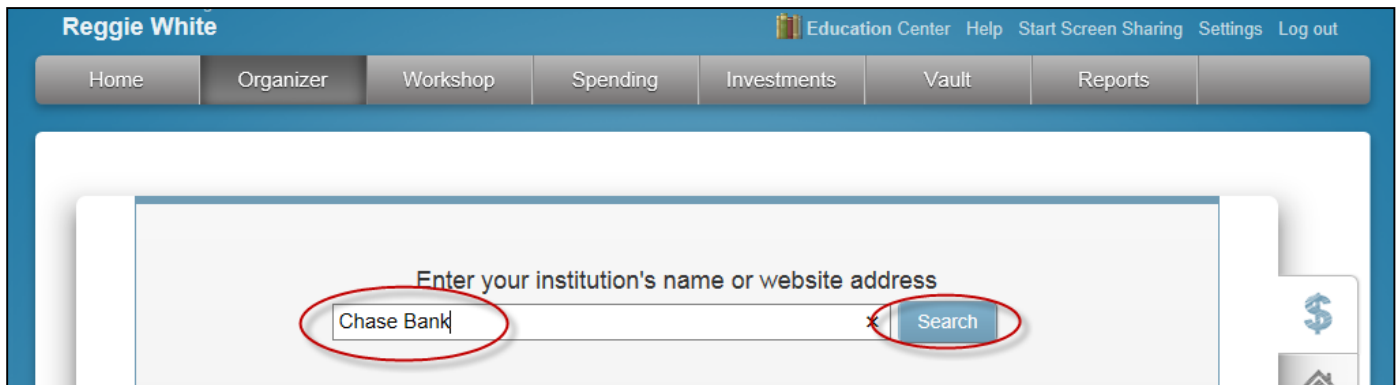 Reggie White
Education Center Help Start Screen Sharing Settings Log out
Home Organizer Workshop Spending Investments Vault Reports
Enter your institution's name or website address
Chase Bank × Search
$